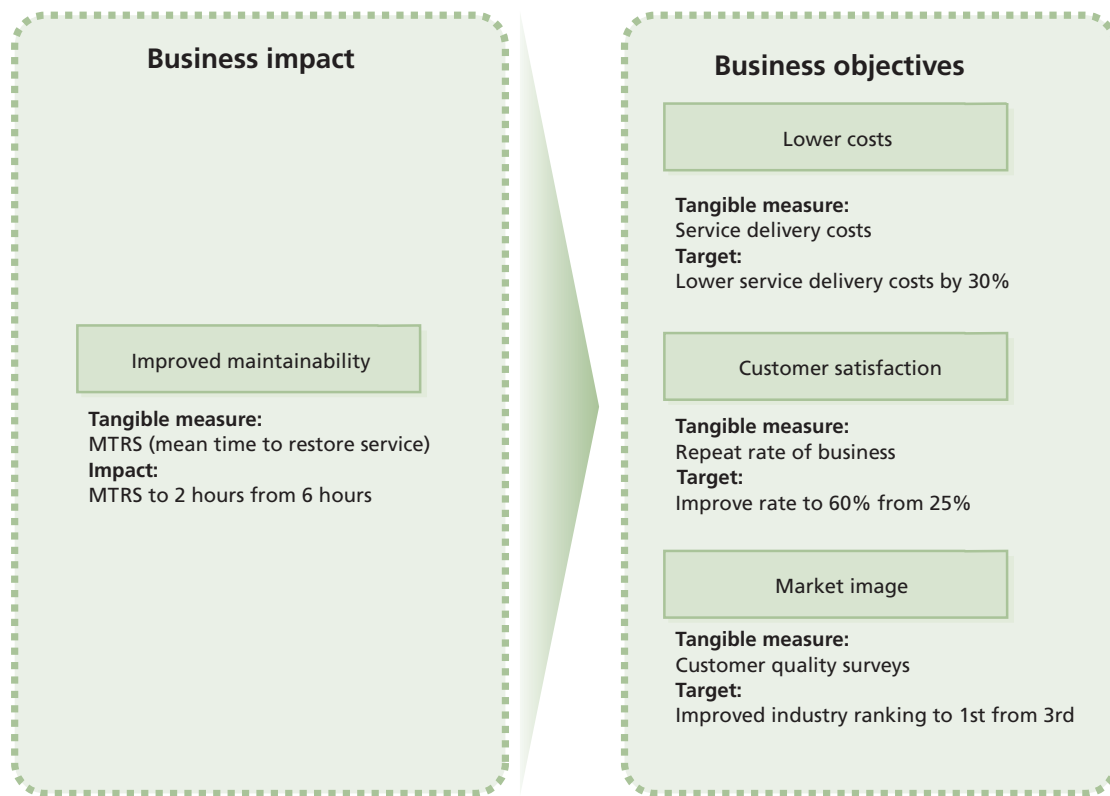 Business impact
Improved maintainability
Tangible measure:
MTRS (mean time to restore service)
Impact:
MTRS to 2 hours from 6 hours
Business objectives
Lower costs
Tangible measure:
Service delivery costs
Target:
Lower service delivery costs by 30%
Customer satisfaction
Tangible measure:
Repeat rate of business
Target:
Improve rate to 60% from 25%
Market image
Tangible measure:
Customer quality surveys
Target:
Improved industry ranking to 1st from 3rd